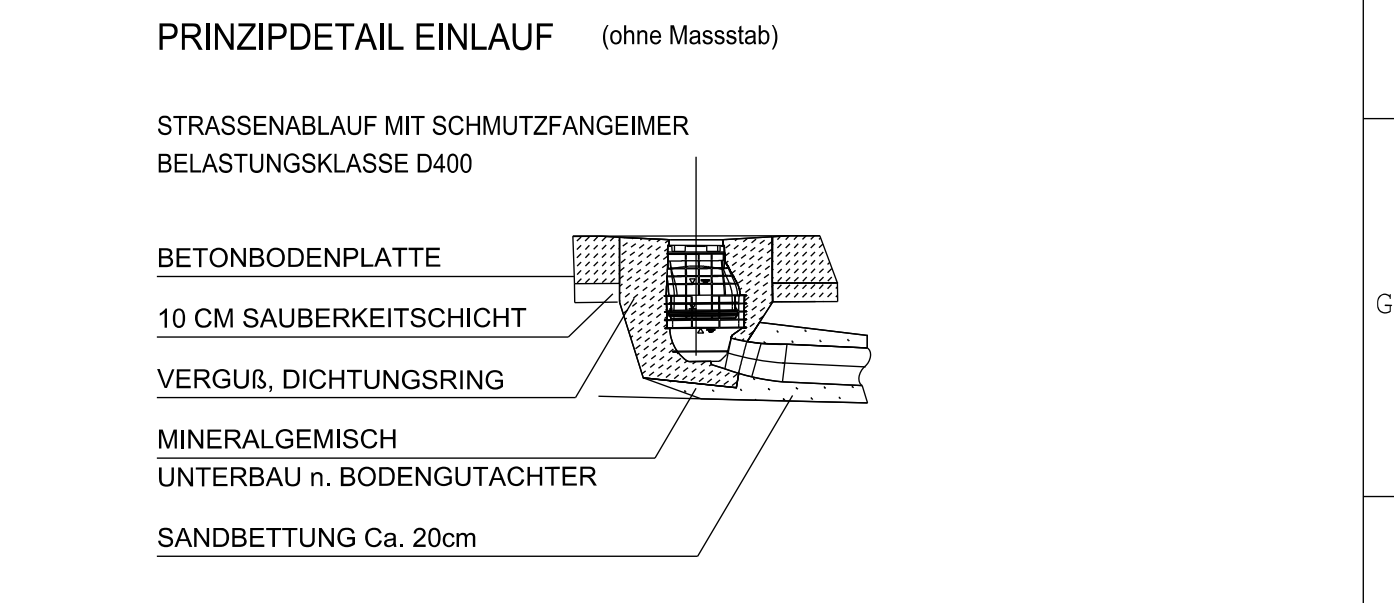 PRINZIPDETAIL EINLAUF (ohne Massstab)
STRASSENABLAUF MIT SCHMUTZFANGEIMER
BELASTUNGSKLASSE D400
BETONBODENPLATTE
10 CM SAUBERKEITSCHICHT
VERGUß, DICHTUNGSRING
MINERALGEMISCH
UNTERBAU n. BODENGUTACHTER
SANDBETTUNG Ca. 20cm
G